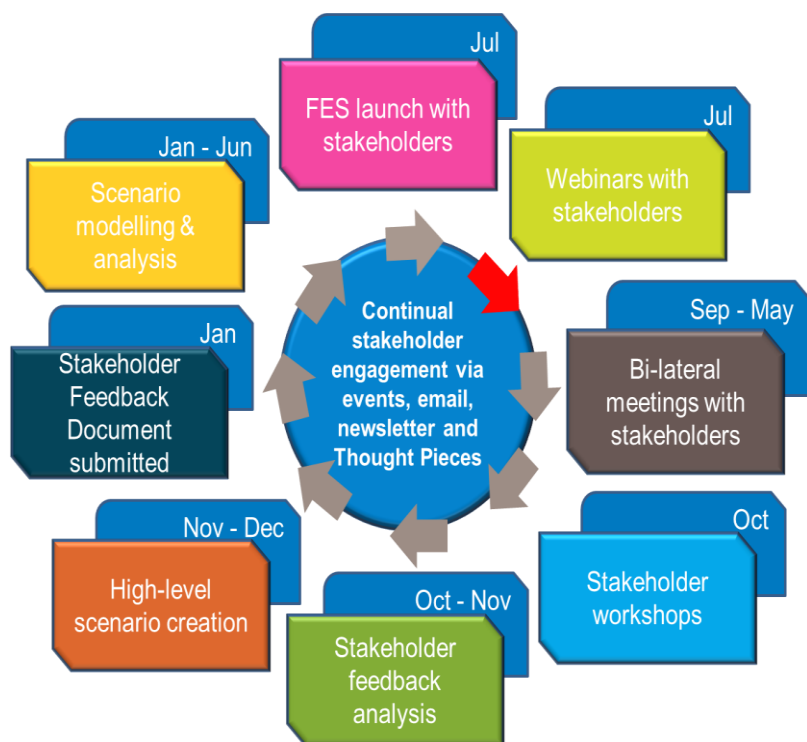 Jul
FES launch with
stakeholders
Jul
Webinars with
stakeholders
Sep - May
Bi-lateral
meetings with
stakeholders
Oct
Stakeholder
workshops
Oct - Nov
Stakeholder
feedback
analysis
Nov - Dec
High-level
scenario creation
Jan
Stakeholder
Feedback
Document
submitted
Jan - Jun
Scenario
modelling &
analysis
Continual
stakeholder
engagement via
events, email,
newsletter and
Thought Pieces